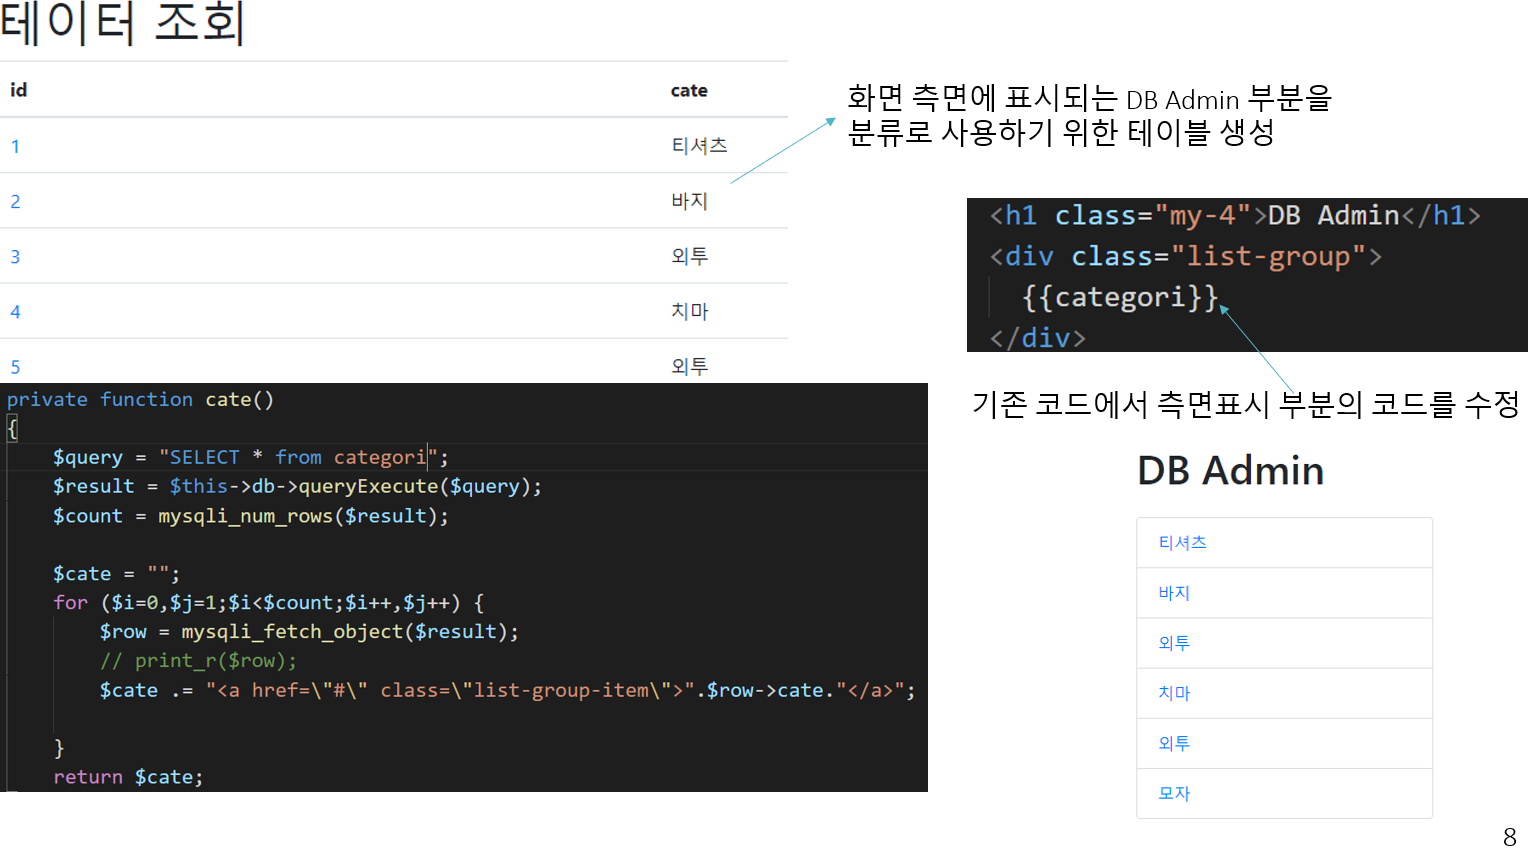 테이터 조회
id cate
1 티셔츠
2 바지
3 외투
4 치마
5 외투
화면 측면에 표시되는 DB Admin 부분을
분류로 사용하기 위한 테이블 생성
<h1 class="my-4">DB Admin</h1>
<div class="list-group">
{{categori}}
</div>
기존 코드에서 측면표시 부분의 코드를 수정
private function cate()
{
$query = "SELECT * from categori";
$result = $this->db->queryExecute($query);
$count = mysqli_num_rows($result);
$cate = "";
for ($i=0,$j=1;$i<$count;$i++,$j++) {
$row = mysqli_fetch_object($result);
// print_r($row);
$cate .= "<a href=\"#\" class=\"list-group-item\">".$row->cate."</a>";
}
return $cate;
DB Admin
티셔츠
바지
외투
치마
외투
모자
8